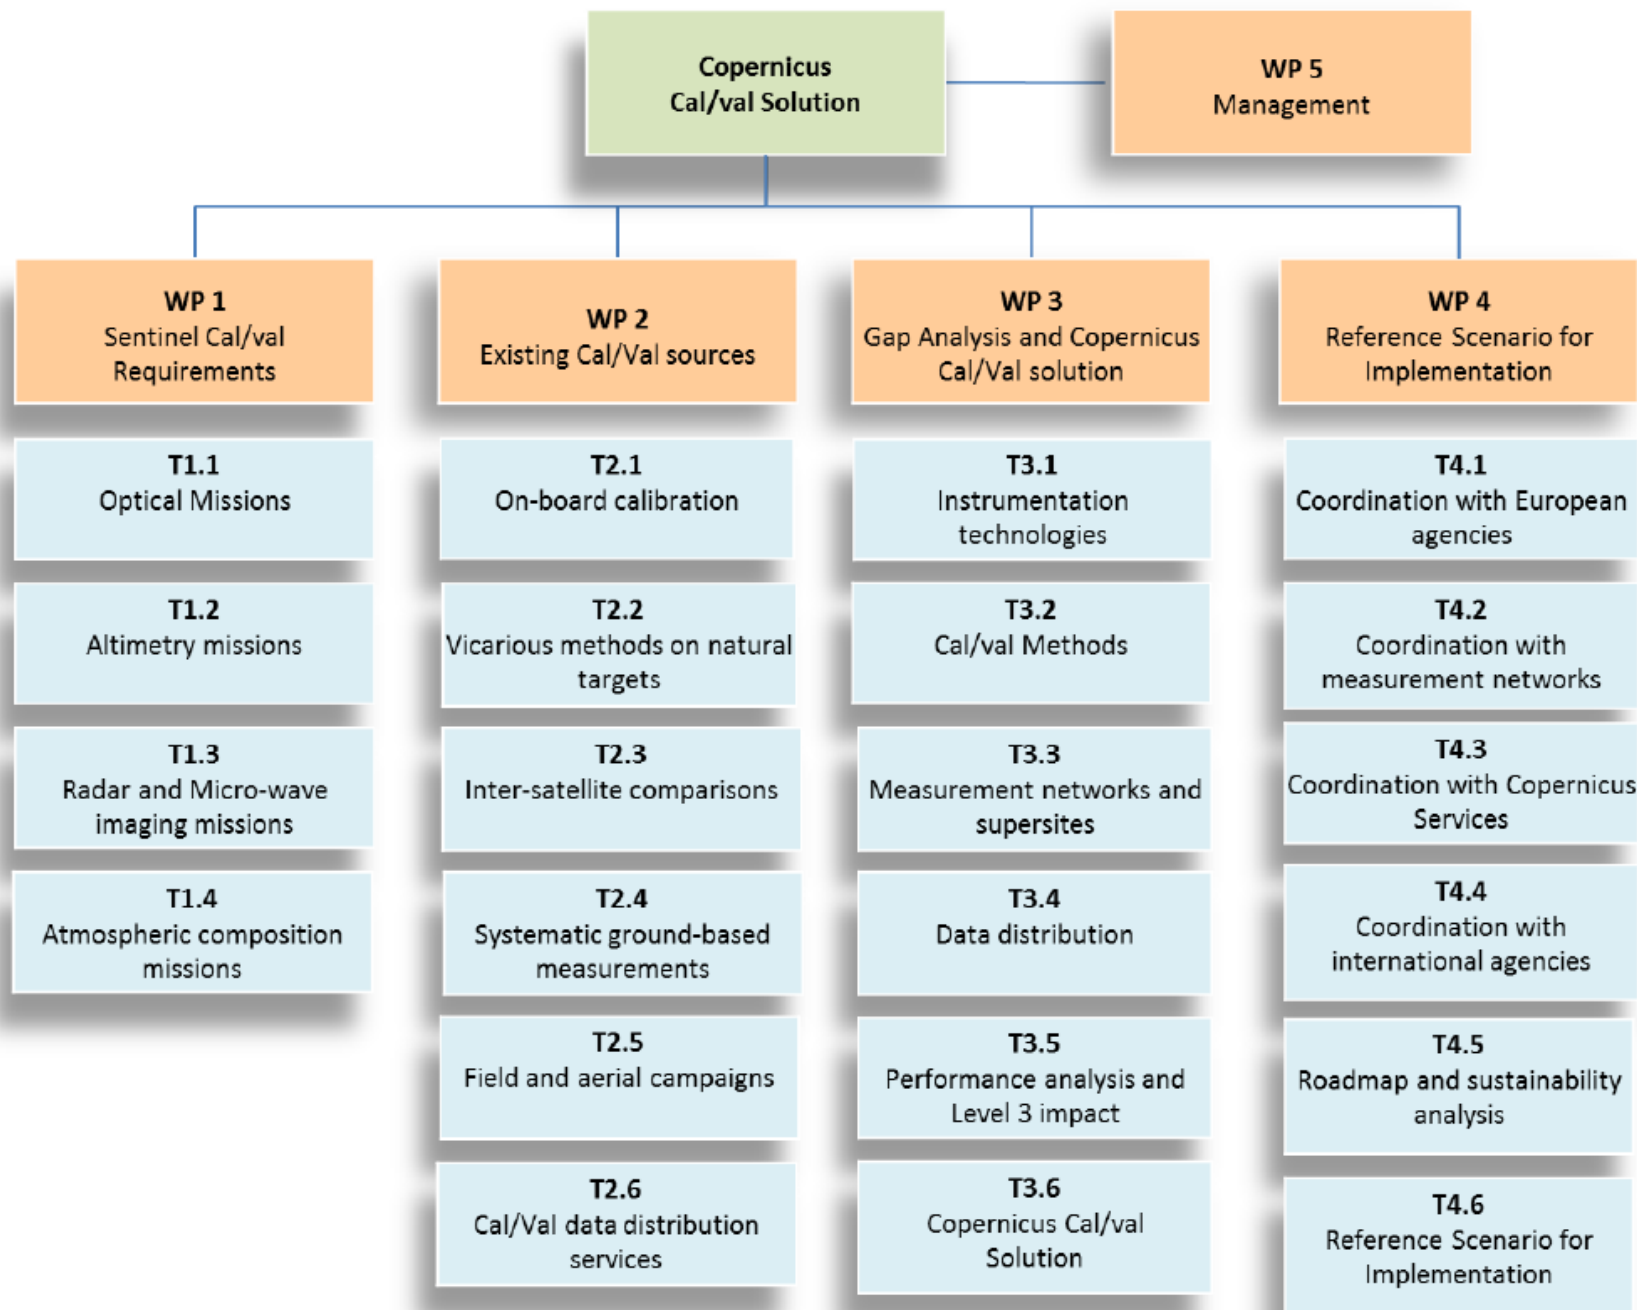 Copernicus
Cal/val Solution
WP 5
Management
WP 1
Sentinel Cal/val
Requirements
WP 2
Existing Cal/Val sources
WP 3
Gap Analysis and Copernicus
Cal/Val solution
WP 4
Reference Scenario for
Implementation
T1.1
Optical Missions
T1.2
Altimetry missions
T1.3
Radar and Micro-wave
imaging missions
T1.4
Atmospheric composition
missions
T2.1
On-board calibration
T2.2
Vicarious methods on natural
targets
T2.3
Inter-satellite comparisons
T2.4
Systematic ground-based
measurements
T2.5
Field and aerial campaigns
T2.6
Cal/Val data distribution
services
T3.1
Instrumentation
technologies
T3.2
Cal/val Methods
T3.3
Measurement networks and
supersites
T3.4
Data distribution
T3.5
Performance analysis and
Level 3 impact
T3.6
Copernicus Cal/val
Solution
T4.1
Coordination with European
agencies
T4.2
Coordination with
measurement networks
T4.3
Coordination with Copernicus
Services
T4.4
Coordination with
international agencies
T4.5
Roadmap and sustainability
analysis
T4.6
Reference Scenario for
Implementation